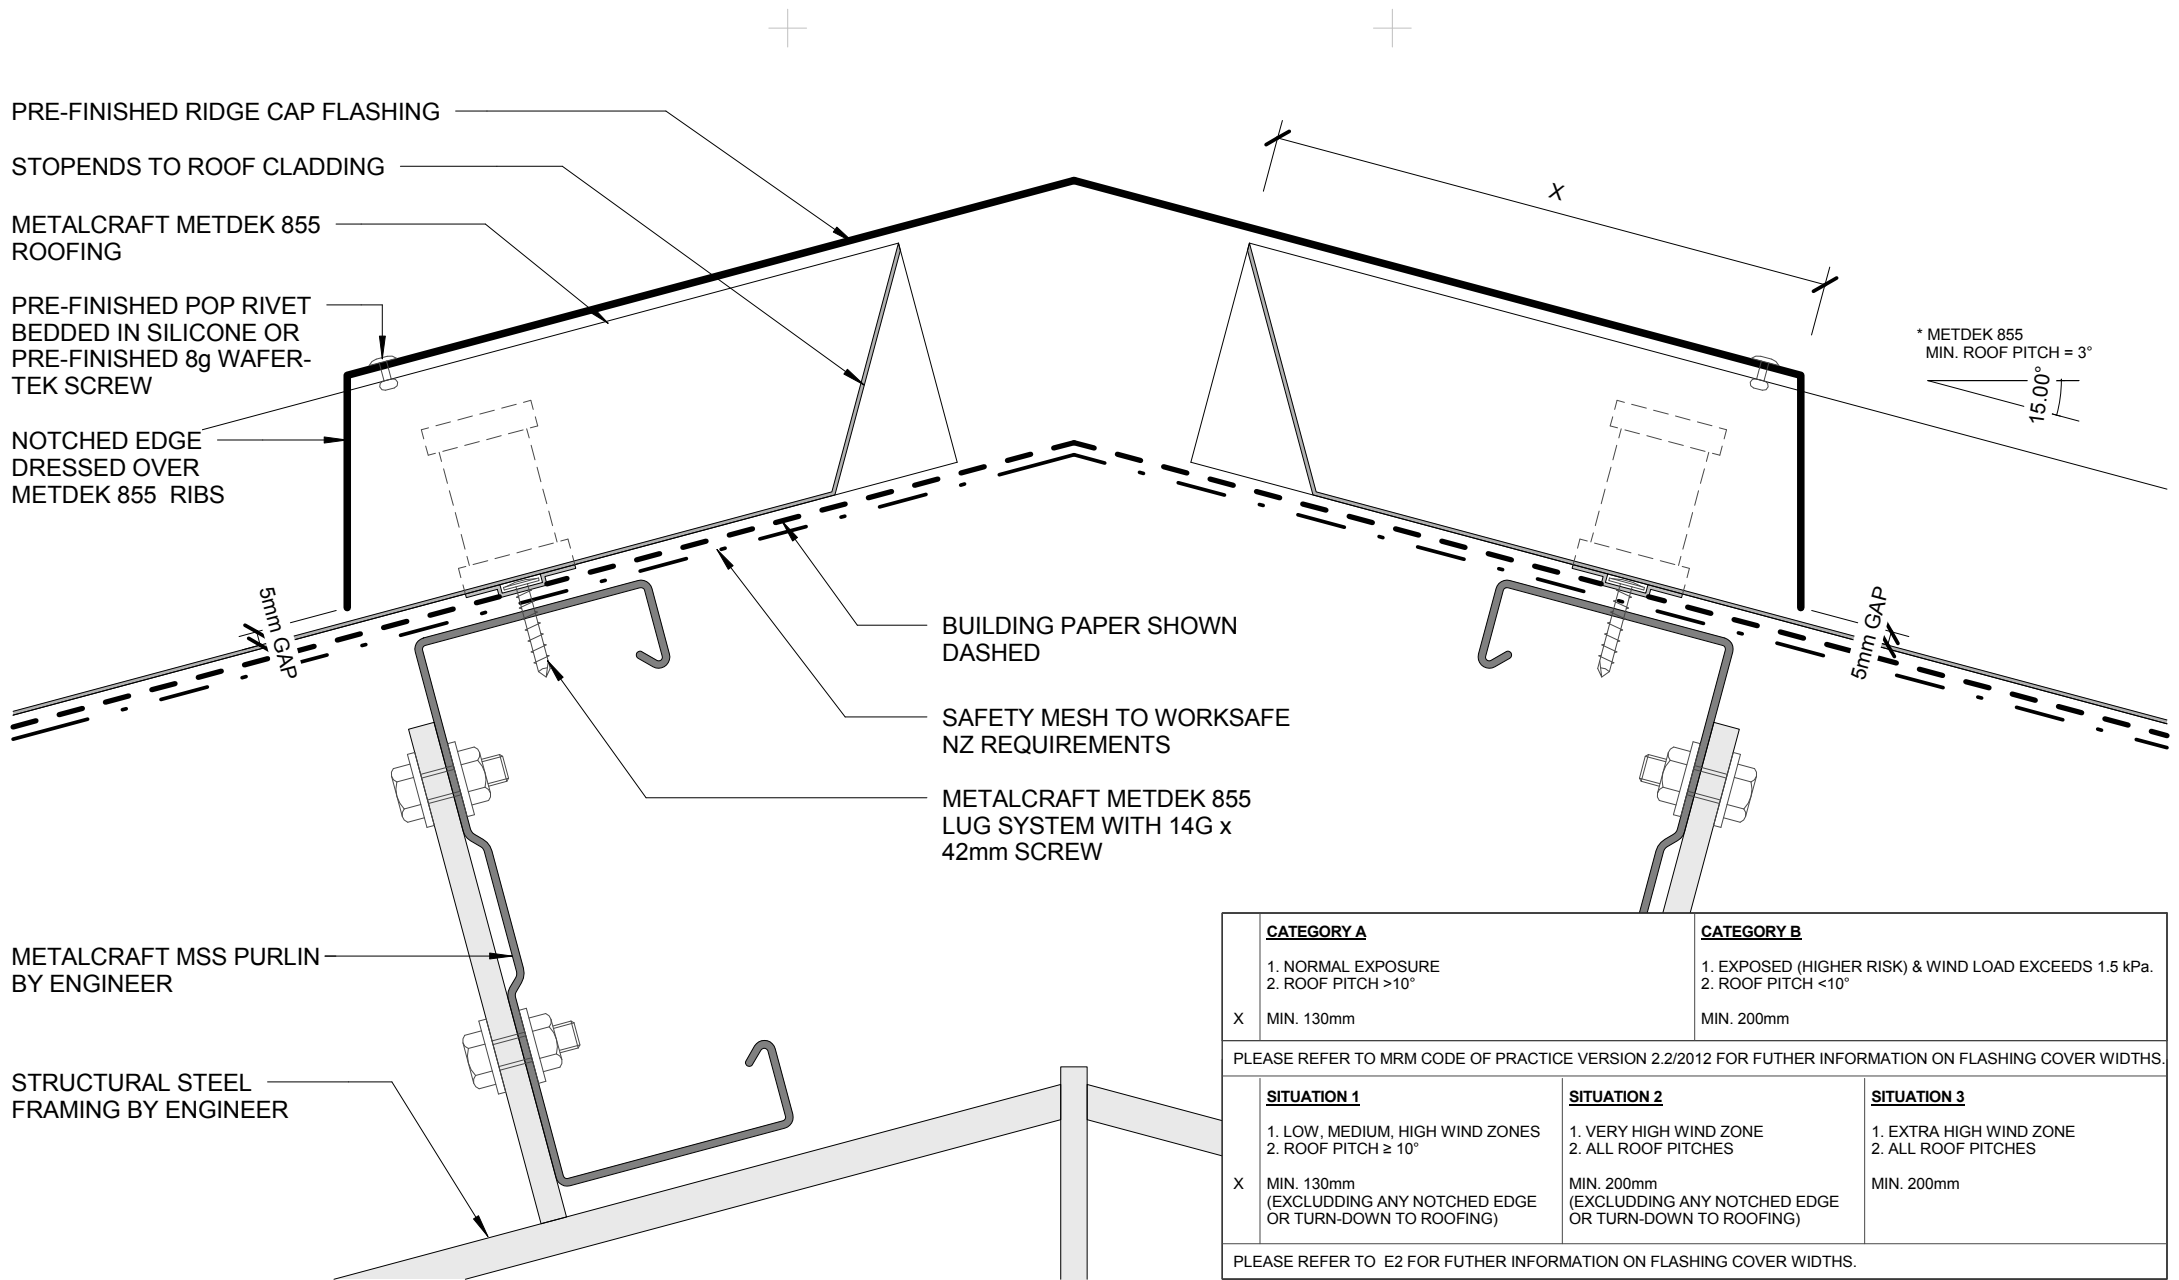 PRE-FINISHED RIDGE CAP FLASHING
STOPENDS TO ROOF CLADDING
METALCRAFT METDEK 855
ROOFING
PRE-FINISHED POP RIVET
BEDDED IN SILICONE OR
PRE-FINISHED 8g WAFER-
TEK SCREW
NOTCHED EDGE
DRESSED OVER
METDEK 855 RIBS
5mm GAP
X
* METDEK 855
MIN. ROOF PITCH = 3°
15.00°
5mm GAP
BUILDING PAPER SHOWN
DASHED
SAFETY MESH TO WORKSAFE
NZ REQUIREMENTS
METALCRAFT METDEK 855
LUG SYSTEM WITH 14G x
42mm SCREW
METALCRAFT MSS PURLIN
BY ENGINEER
STRUCTURAL STEEL
FRAMING BY ENGINEER
CATEGORY A
1. NORMAL EXPOSURE
2. ROOF PITCH >10°
X MIN. 130mm
CATEGORY B
1. EXPOSED (HIGHER RISK) & WIND LOAD EXCEEDS 1.5 kPa.
2. ROOF PITCH <10°
MIN. 200mm
PLEASE REFER TO MRM CODE OF PRACTICE VERSION 2.2/2012 FOR FUTHER INFORMATION ON FLASHING COVER WIDTHS.
SITUATION 1
1. LOW, MEDIUM, HIGH WIND ZONES
2. ROOF PITCH ≥ 10°
X MIN. 130mm
(EXCLUDDING ANY NOTCHED EDGE
OR TURN-DOWN TO ROOFING)
SITUATION 2
1. VERY HIGH WIND ZONE
2. ALL ROOF PITCHES
MIN. 200mm
(EXCLUDDING ANY NOTCHED EDGE
OR TURN-DOWN TO ROOFING)
SITUATION 3
1. EXTRA HIGH WIND ZONE
2. ALL ROOF PITCHES
MIN. 200mm
PLEASE REFER TO E2 FOR FUTHER INFORMATION ON FLASHING COVER WIDTHS.